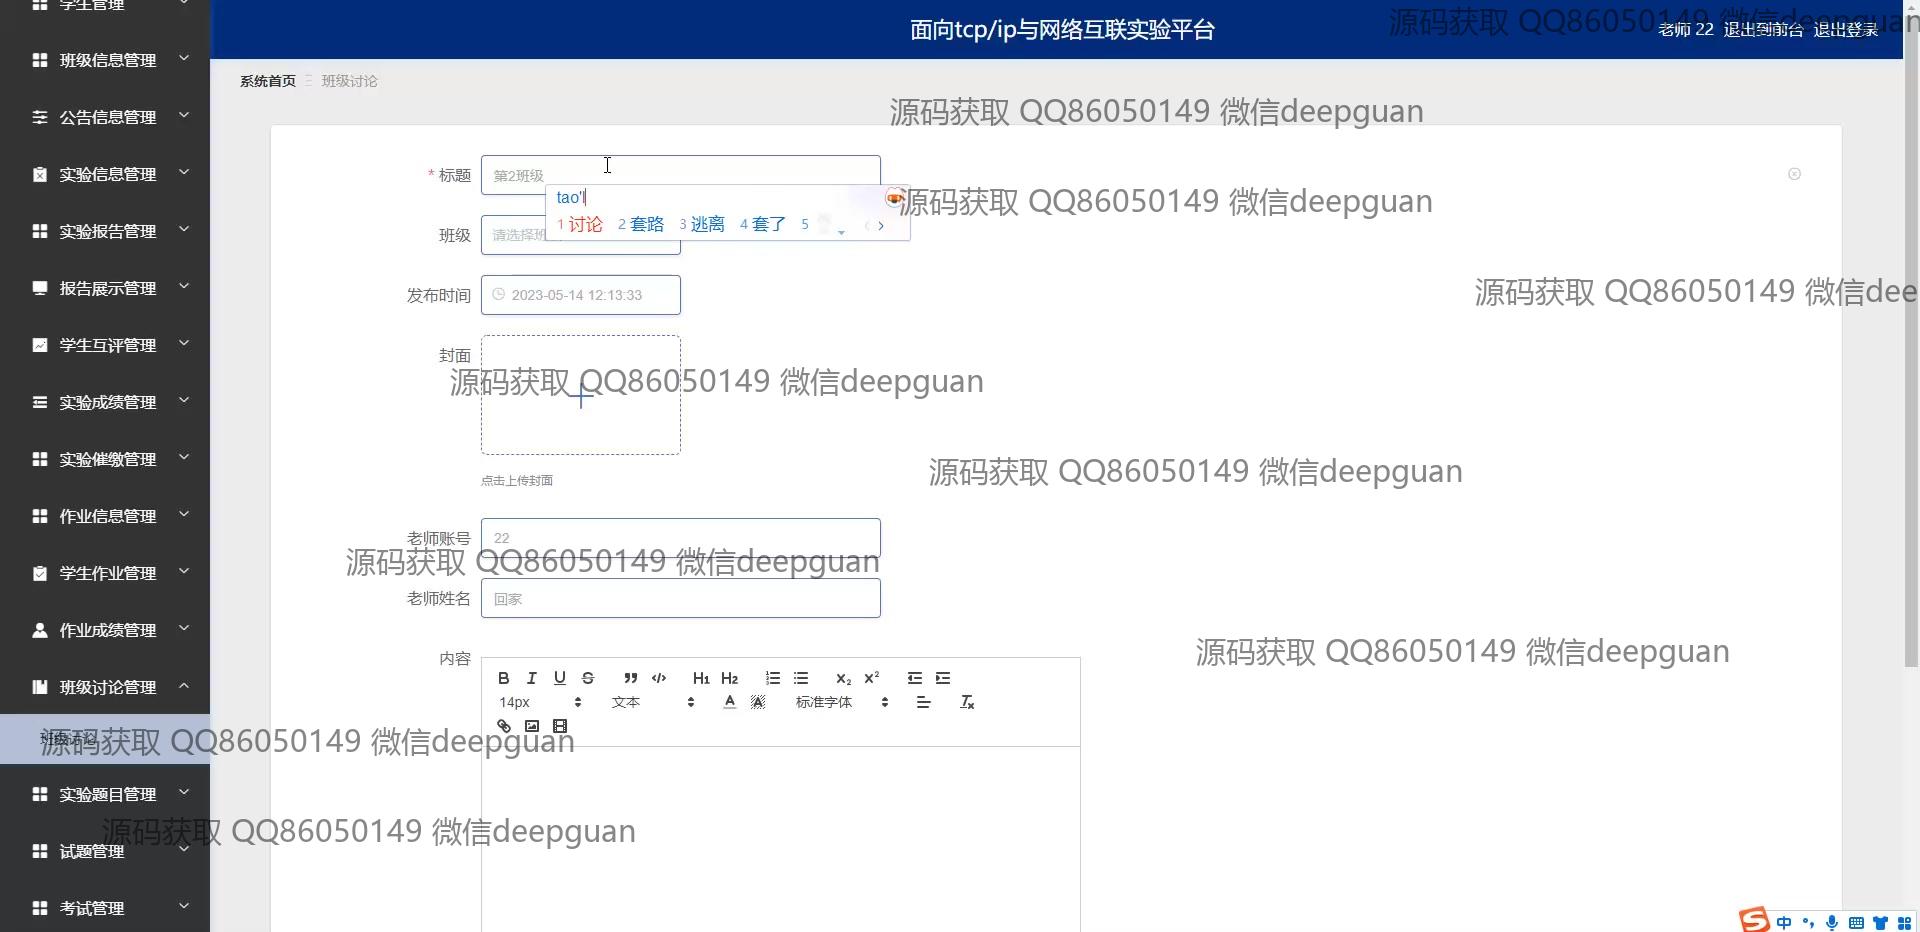 学生管理
班级信息管理
公告信息管理
实验信息管理
实验报告管理
报告展示管理
学生互评管理
实验成绩管理
实验催缴管理
作业信息管理
学生作业管理
作业成绩管理
班级讨论管理
班级讨论
实验题目管理
试题管理
考试管理
面向tcp/ip与网络互联实验平台
老师 22 退出到前台 退出登录
源码获取 QQ86050149 微信deepguan
系统首页 班级讨论
源码获取 QQ86050149 微信deepguan
* 标题 第2班级
tao'l
1 讨论 2 套路 3 逃离 4 套了 5
源码获取 QQ86050149 微信deepguan
班级 请选择班
发布时间 2023-05-14 12:13:33
源码获取 QQ86050149 微信dee
封面
源码获取 QQ86050149 微信deepguan
点击上传封面
源码获取 QQ86050149 微信deepguan
老师账号 22
源码获取 QQ86050149 微信deepguan
老师姓名 回家
源码获取 QQ86050149 微信deepguan
内容
B I U S ” </> H1 H2 X2 X2
14px 文本 A A 标准字体 Tx
源码获取 QQ86050149 微信deepguan
源码获取 QQ86050149 微信deepguan
S 中